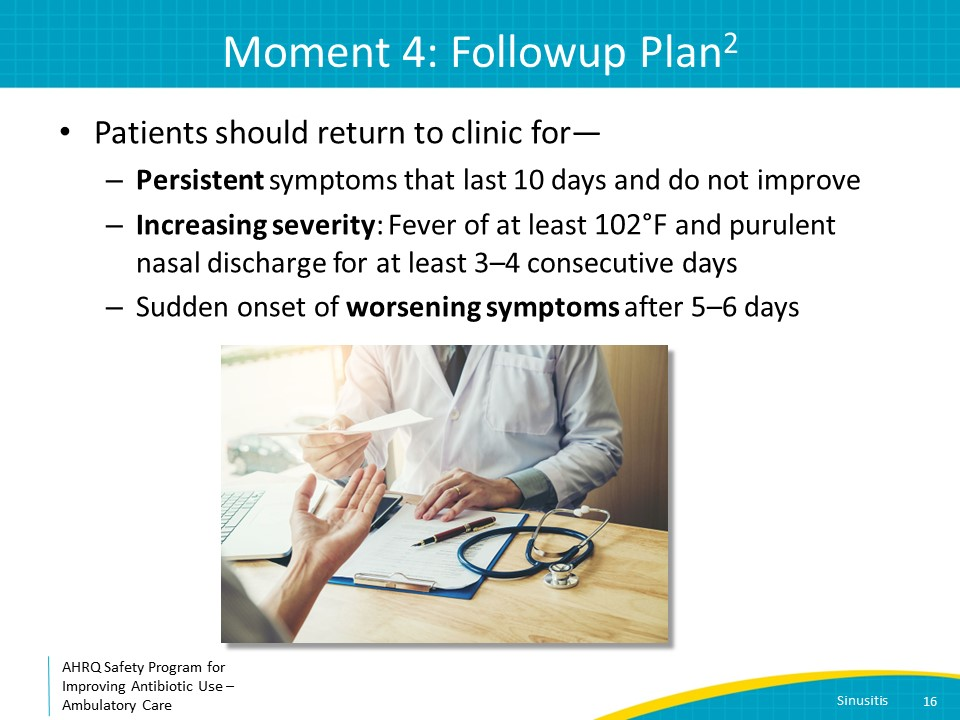 Moment 4: Followup Plan2
• Patients should return to clinic for—
– Persistent symptoms that last 10 days and do not improve
– Increasing severity: Fever of at least 102°F and purulent
nasal discharge for at least 3–4 consecutive days
– Sudden onset of worsening symptoms after 5–6 days
AHRQ Safety Program for
Improving Antibiotic Use –
Ambulatory Care
Sinusitis 16